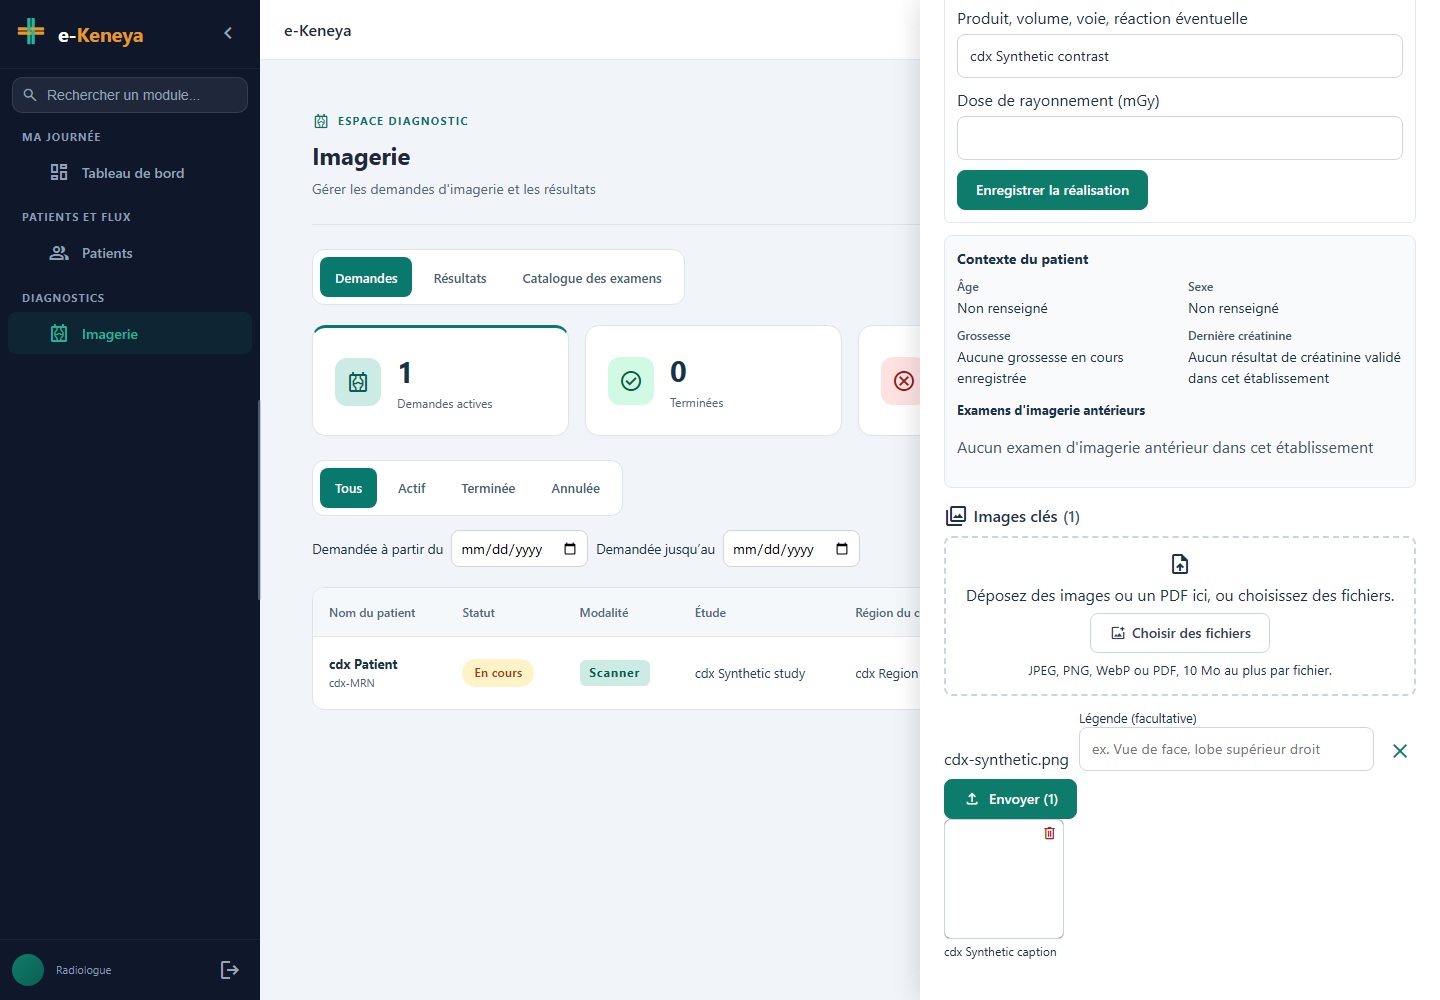 e-Keneya
Rechercher un module...
MA JOURNÉE
Tableau de bord
PATIENTS ET FLUX
Patients
DIAGNOSTICS
Imagerie
Radiologue
e-Keneya
ESPACE DIAGNOSTIC
Imagerie
Gérer les demandes d'imagerie et les résultats
Demandes
Résultats
Catalogue des examens
1
Demandes actives
0
Terminées
Tous
Actif
Terminée
Annulée
Demandée à partir du
mm/dd/yyyy
Demandée jusqu'au
mm/dd/yyyy
Nom du patient
Statut
Modalité
Étude
Région du c
cdx Patient
cdx-MRN
En cours
Scanner
cdx Synthetic study
cdx Region
Produit, volume, voie, réaction éventuelle
cdx Synthetic contrast
Dose de rayonnement (mGy)
Enregistrer la réalisation
Contexte du patient
Âge
Non renseigné
Sexe
Non renseigné
Grossesse
Aucune grossesse en cours
enregistrée
Dernière créatinine
Aucun résultat de créatinine validé
dans cet établissement
Examens d'imagerie antérieurs
Aucun examen d'imagerie antérieur dans cet établissement
Images clés (1)
Déposez des images ou un PDF ici, ou choisissez des fichiers.
Choisir des fichiers
JPEG, PNG, WebP ou PDF, 10 Mo au plus par fichier.
cdx-synthetic.png
Légende (facultative)
ex. Vue de face, lobe supérieur droit
Envoyer (1)
cdx Synthetic caption